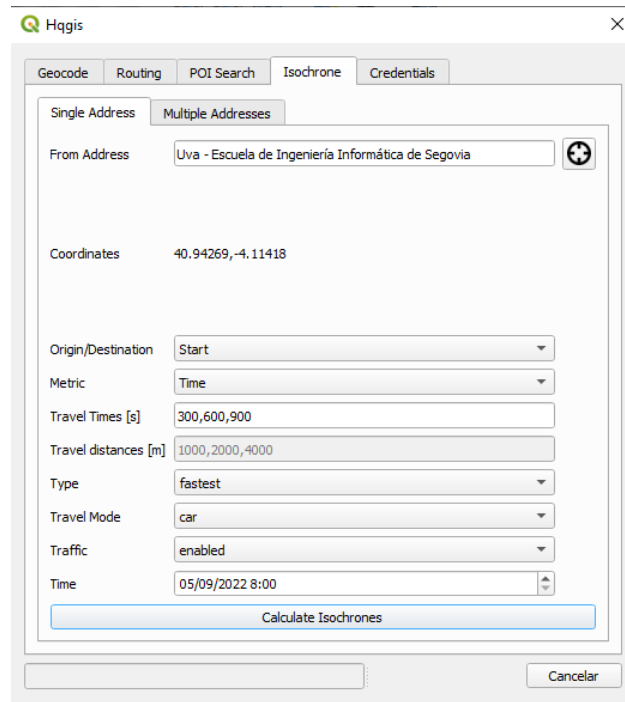 Hqgis
Geocode Routing POI Search Isochrone Credentials
Single Address Multiple Addresses
From Address Uva - Escuela de Ingeniería Informática de Segovia
Coordinates 40.94269,-4.11418
Origin/Destination Start
Metric Time
Travel Times [s] 300,600,900
Travel distances [m] 1000,2000,4000
Type fastest
Travel Mode car
Traffic enabled
Time 05/09/2022 8:00
Calculate Isochrones
Cancelar